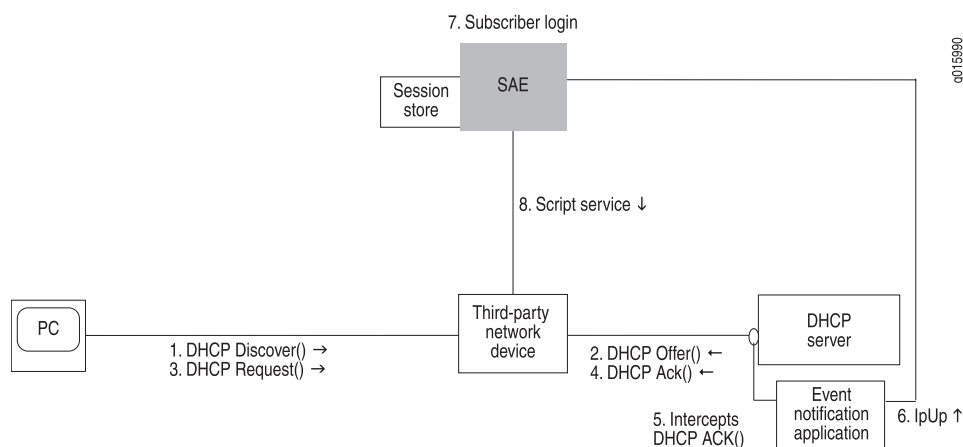 7. Subscriber login
g015990
Session
store
SAE
8. Script service ↓
PC
1. DHCP Discover() →
3. DHCP Request() →
Third-party
network
device
2. DHCP Offer() ←
4. DHCP Ack() ←
DHCP
server
5. Intercepts
DHCP ACK()
Event
notification
application
6. IpUp ↑